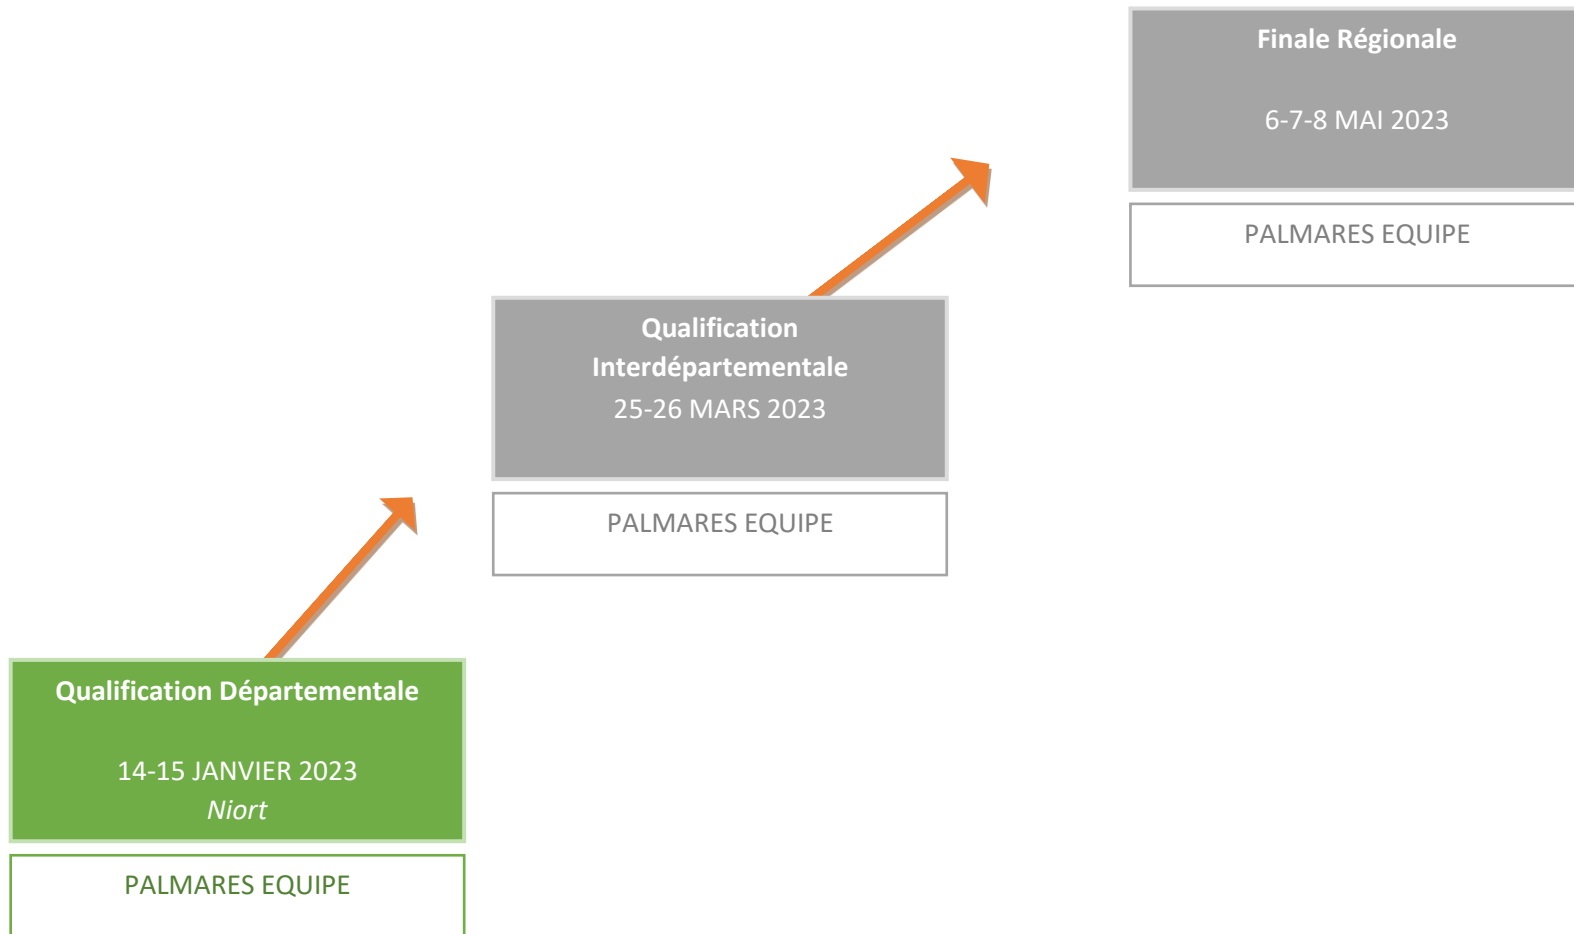 Finale Régionale
6-7-8 MAI 2023
PALMARES EQUIPE
Qualification
Interdépartementale
25-26 MARS 2023
PALMARES EQUIPE
Qualification Départementale
14-15 JANVIER 2023
Niort
PALMARES EQUIPE